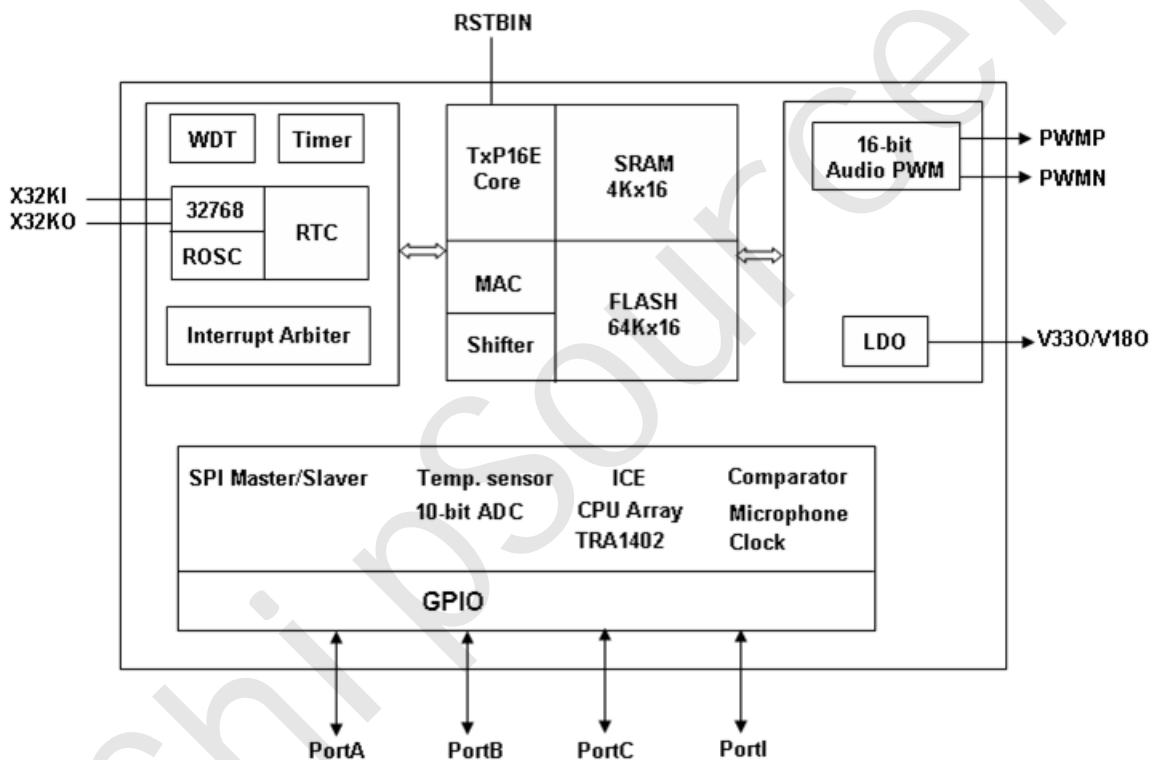 RSTBIN
WDT
Timer
TxP16E
Core
SRAM
4Kx16
16-bit
Audio PWM
PWMP
PWMN
X32KI
X32KO
32768
ROSC
RTC
MAC
Shifter
FLASH
64Kx16
Interrupt Arbiter
LDO
V33O/V18O
SPI Master/Slaver
Temp. sensor
10-bit ADC
ICE
CPU Array
TRA1402
Comparator
Microphone
Clock
GPIO
PortA
PortB
PortC
PortI